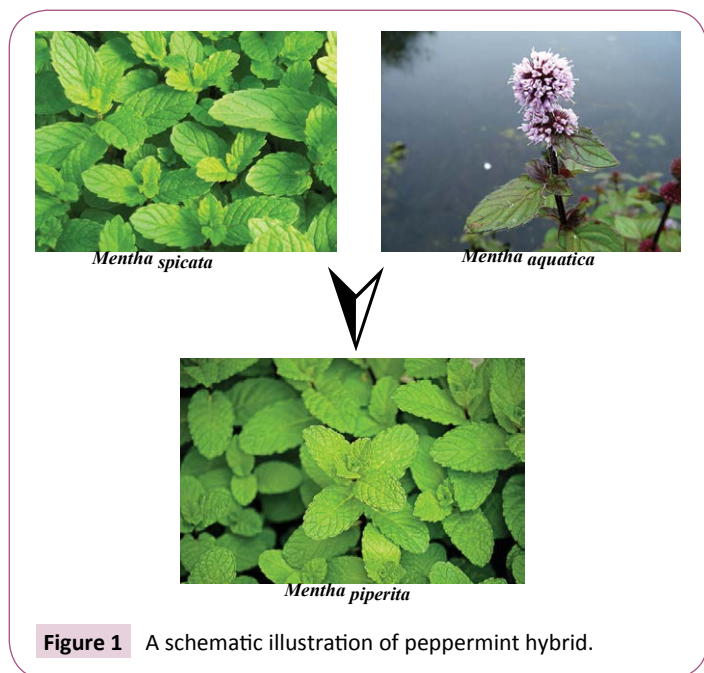 Mentha spicata
Mentha aquatica
Mentha piperita
Figure 1 A schematic illustration of peppermint hybrid.